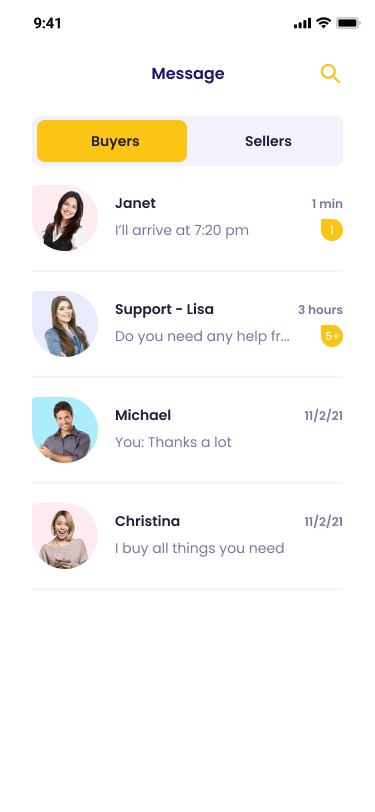 9:41
Message
Buyers
Sellers
Janet
1 min
I'll arrive at 7:20 pm
1
Support - Lisa
3 hours
Do you need any help fr...
5+
Michael
11/2/21
You: Thanks a lot
Christina
11/2/21
I buy all things you need